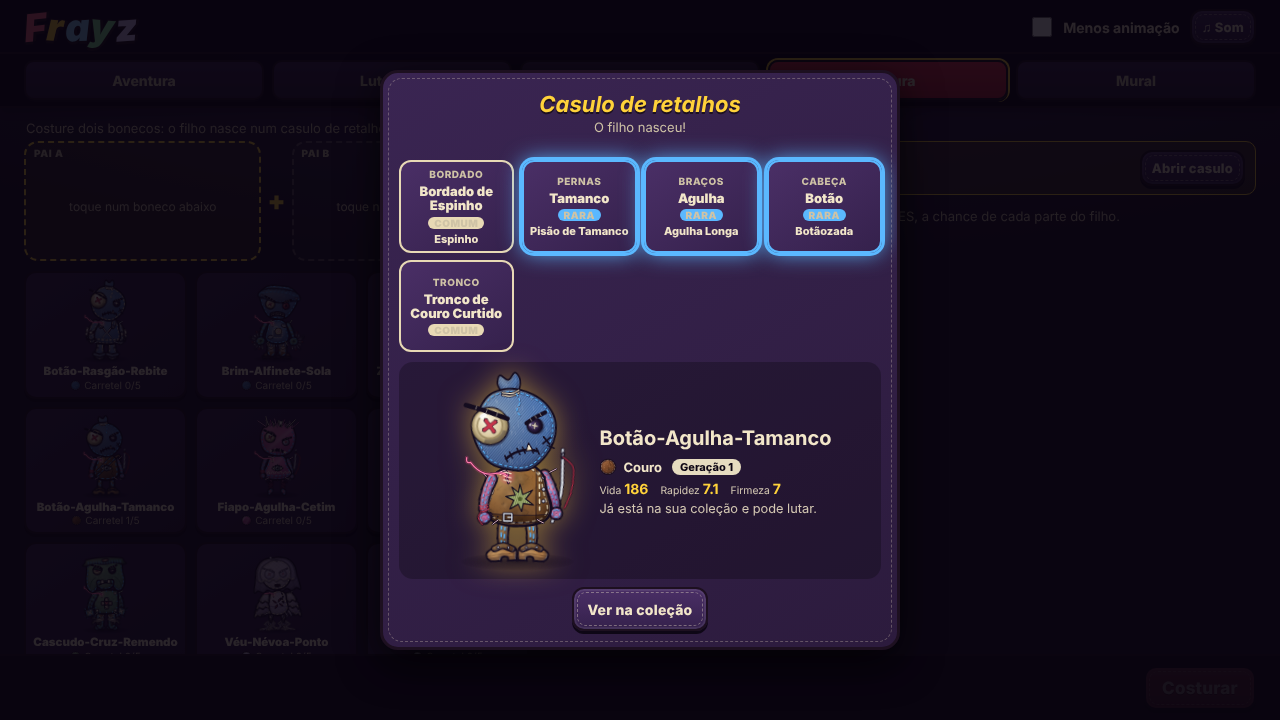 Frayz
Menos animação
♫ Som
Aventura
Mural
Costure dois bonecos: o filho nasce num casulo de
PAI A
toque num boneco abaixo
+
PAI B
toque
Abrir casulo
a chance de cada parte do filho.
Botão-Rasgão-Rebite
Carretel 0/5
Brim-Alfinete-Sola
Carretel 0/5
Botão-Agulha-Tamanco
Carretel 1/5
Fiapo-Agulha-Cetim
Carretel 0/5
Cascudo-Cruz-Remendo
Véu-Névoa-Ponto
Casulo de retalhos
O filho nasceu!
BORDADO
Bordado de
Espinho
COMUM
Espinho
PERNAS
Tamanco
RARA
Pisão de Tamanco
BRAÇOS
Agulha
RARA
Agulha Longa
CABEÇA
Botão
RARA
Botãozada
TRONCO
Tronco de
Couro Curtido
COMUM
Botão-Agulha-Tamanco
Couro Geração 1
Vida 186 Rapidez 7.1 Firmeza 7
Já está na sua coleção e pode lutar.
Ver na coleção
Costurar